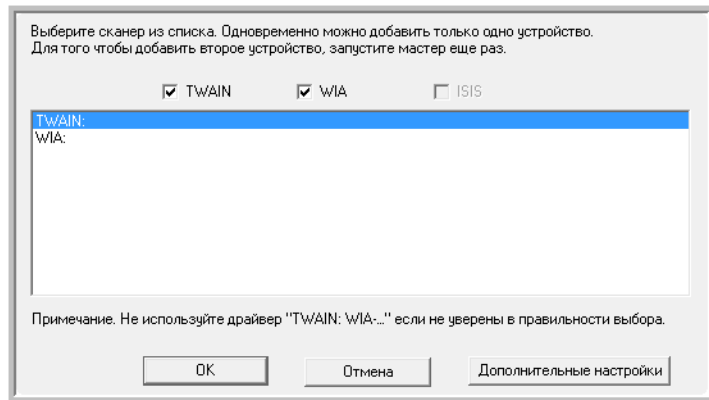 Выберите сканер из списка. Одновременно можно добавить только одно устройство.
Для того чтобы добавить второе устройство, запустите мастер еще раз.
TWAIN WIA ISIS
TWAIN:
WIA:
Примечание. Не используйте драйвер "TWAIN: WIA-..." если не уверены в правильности выбора.
OK Отмена Дополнительные настройки